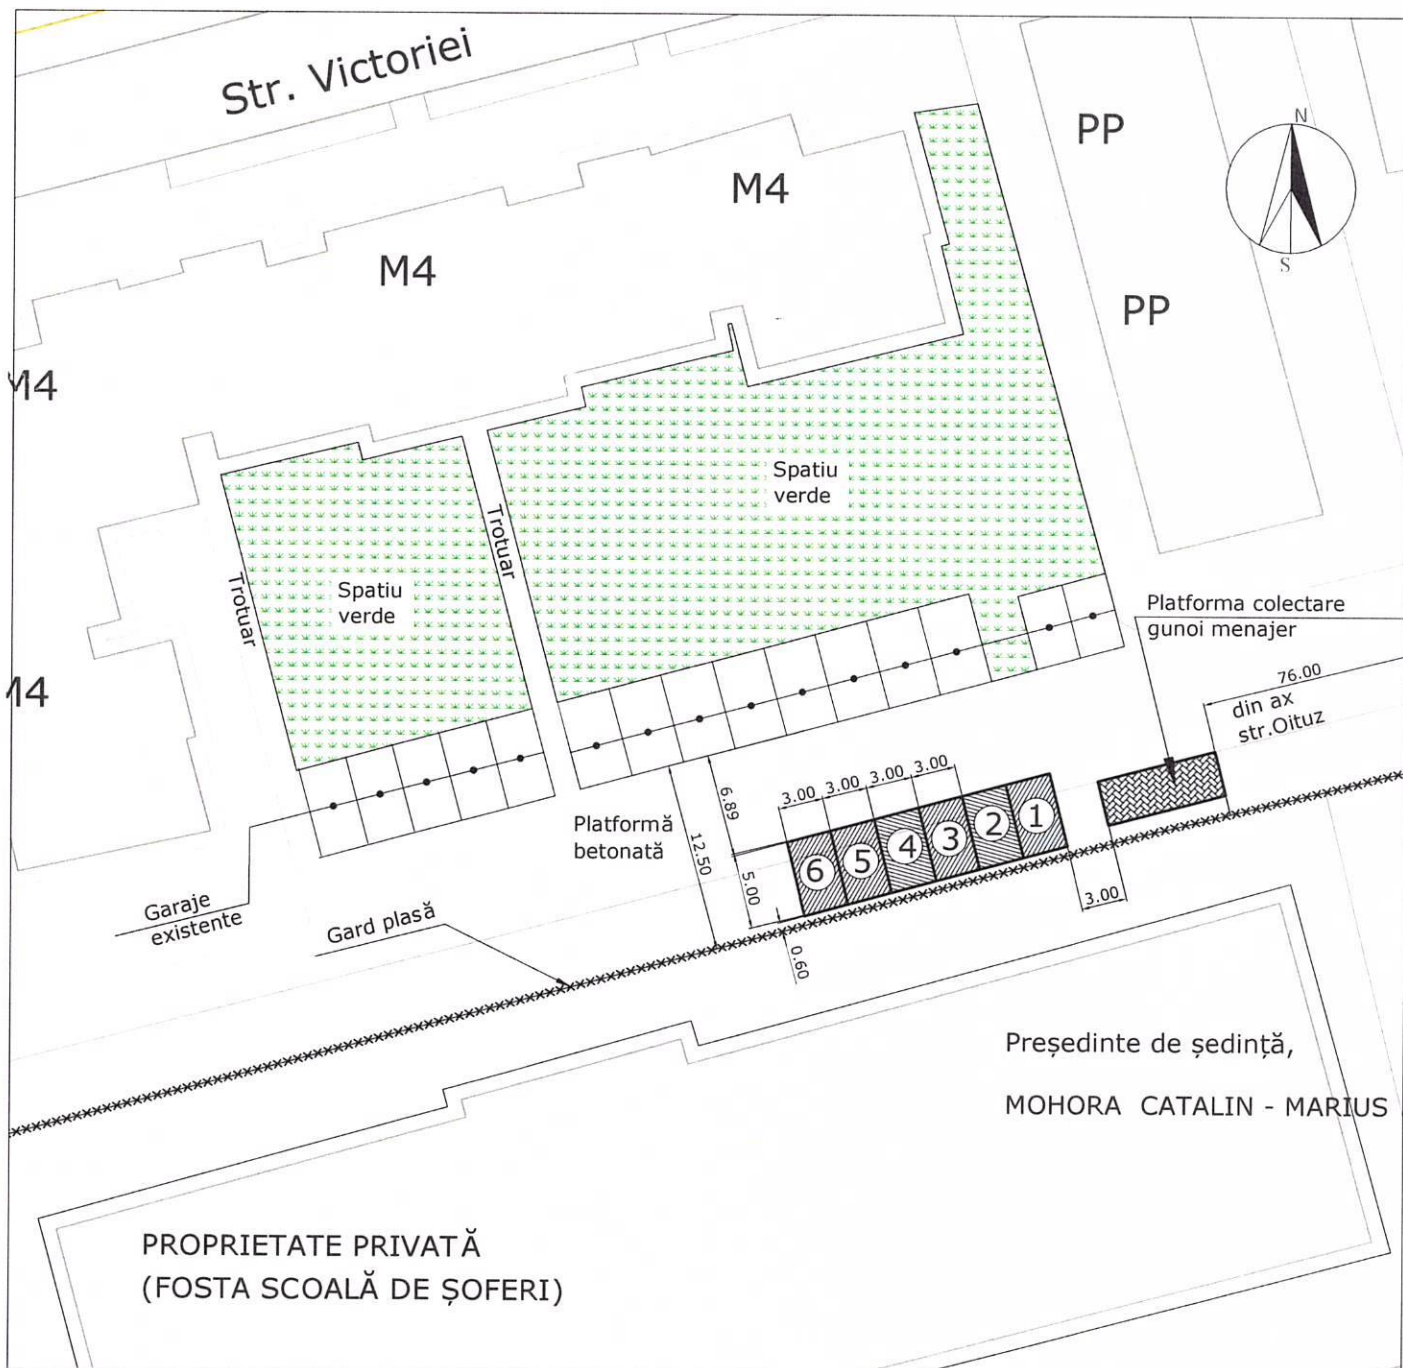 Str. Victoriei
PP
N
M4
M4
S
PP
M4
Spatiu
verde
Trotuar
Trotuar
Spatiu
verde
Platforma colectare
gunoi menajer
M4
76.00
din ax
str.Oituz
3.00
3.00
3.00
3.00
6.89
Platformă
betonată
12.50
5.00
6
5
4
3
2
1
Garaje
existente
Gard plasă
3.00
0.60
Președinte de ședință,
MOHORA CATALIN - MARIUS
PROPRIETATE PRIVATĂ
(FOSTA SCOALĂ DE ȘOFERI)